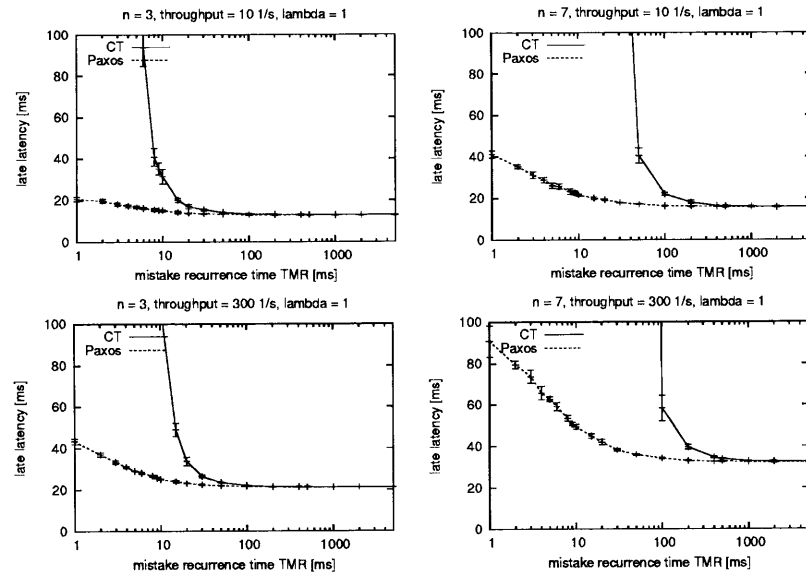 n = 3, throughput = 10 1/s, lambda = 1
late latency [ms]
100
80
60
40
20
0
CT
Paxos
1 10 100 1000
mistake recurrence time TMR [ms]
n = 7, throughput = 10 1/s, lambda = 1
late latency [ms]
100
80
60
40
20
0
CT
Paxos
1 10 100 1000
mistake recurrence time TMR [ms]
n = 3, throughput = 300 1/s, lambda = 1
late latency [ms]
100
80
60
40
20
0
CT
Paxos
1 10 100 1000
mistake recurrence time TMR [ms]
n = 7, throughput = 300 1/s, lambda = 1
late latency [ms]
100
80
60
40
20
0
CT
Paxos
1 10 100 1000
mistake recurrence time TMR [ms]